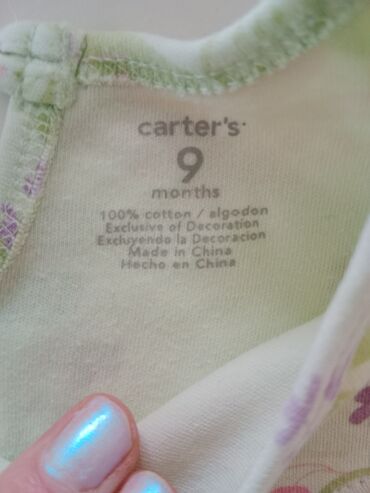 carter's
9
months
100% cotton / algodon
Exclusive of Decoration
Excluyendo la Decoracion
Made in China
Hecho en China